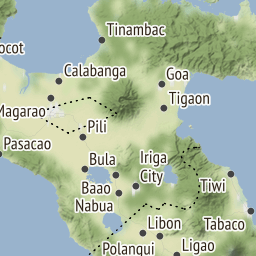 Tinambac
ocot
Calabanga
Goa
Magarao
Tigaon
Pili
Pasacao
Bula
Iriga
City
Tiwi
Baao
Nabua
Tabaco
Libon
Polangui
Ligao